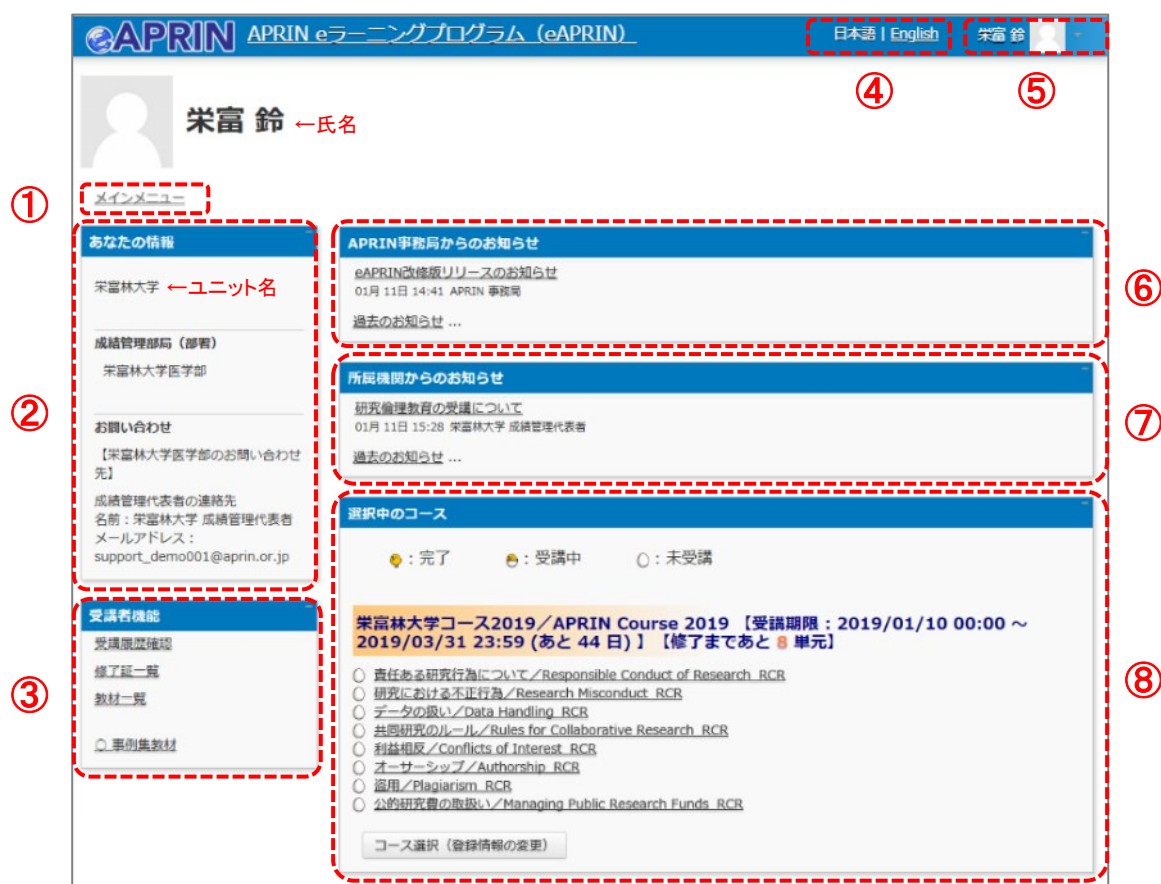 eAPRIN APRIN eラーニングプログラム（eAPRIN） 日本語 | English 栄富 鈴
④ ⑤
栄富 鈴 ←氏名
① メインメニュー
②
あなたの情報
栄富林大学 ←ユニット名
成績管理部局（部署）
栄富林大学医学部
お問い合わせ
【栄富林大学医学部のお問い合わせ
先】
成績管理代表者の連絡先
名前：栄富林大学 成績管理代表者
メールアドレス：
support_demo001@aprin.or.jp
③
受講者機能
受講履歴確認
修了証一覧
教材一覧
○ 事例集教材
⑥
APRIN事務局からのお知らせ
eAPRIN改修版リリースのお知らせ
01月 11日 14:41 APRIN 事務局
過去のお知らせ ...
⑦
所属機関からのお知らせ
研究倫理教育の受講について
01月 11日 15:28 栄富林大学 成績管理代表者
過去のお知らせ ...
⑧
選択中のコース
：完了 ：受講中 ：未受講
栄富林大学コース2019／APRIN Course 2019 【受講期限：2019/01/10 00:00 ～
2019/03/31 23:59 (あと 44 日) 】【修了まであと 8 単元】
責任ある研究行為について／Responsible Conduct of Research_RCR
研究における不正行為／Research Misconduct_RCR
データの扱い／Data Handling_RCR
共同研究のルール／Rules for Collaborative Research_RCR
利益相反／Conflicts of Interest_RCR
オーサーシップ／Authorship_RCR
盗用／Plagiarism_RCR
公的研究費の取扱い／Managing Public Research Funds_RCR
コース選択（登録情報の変更）